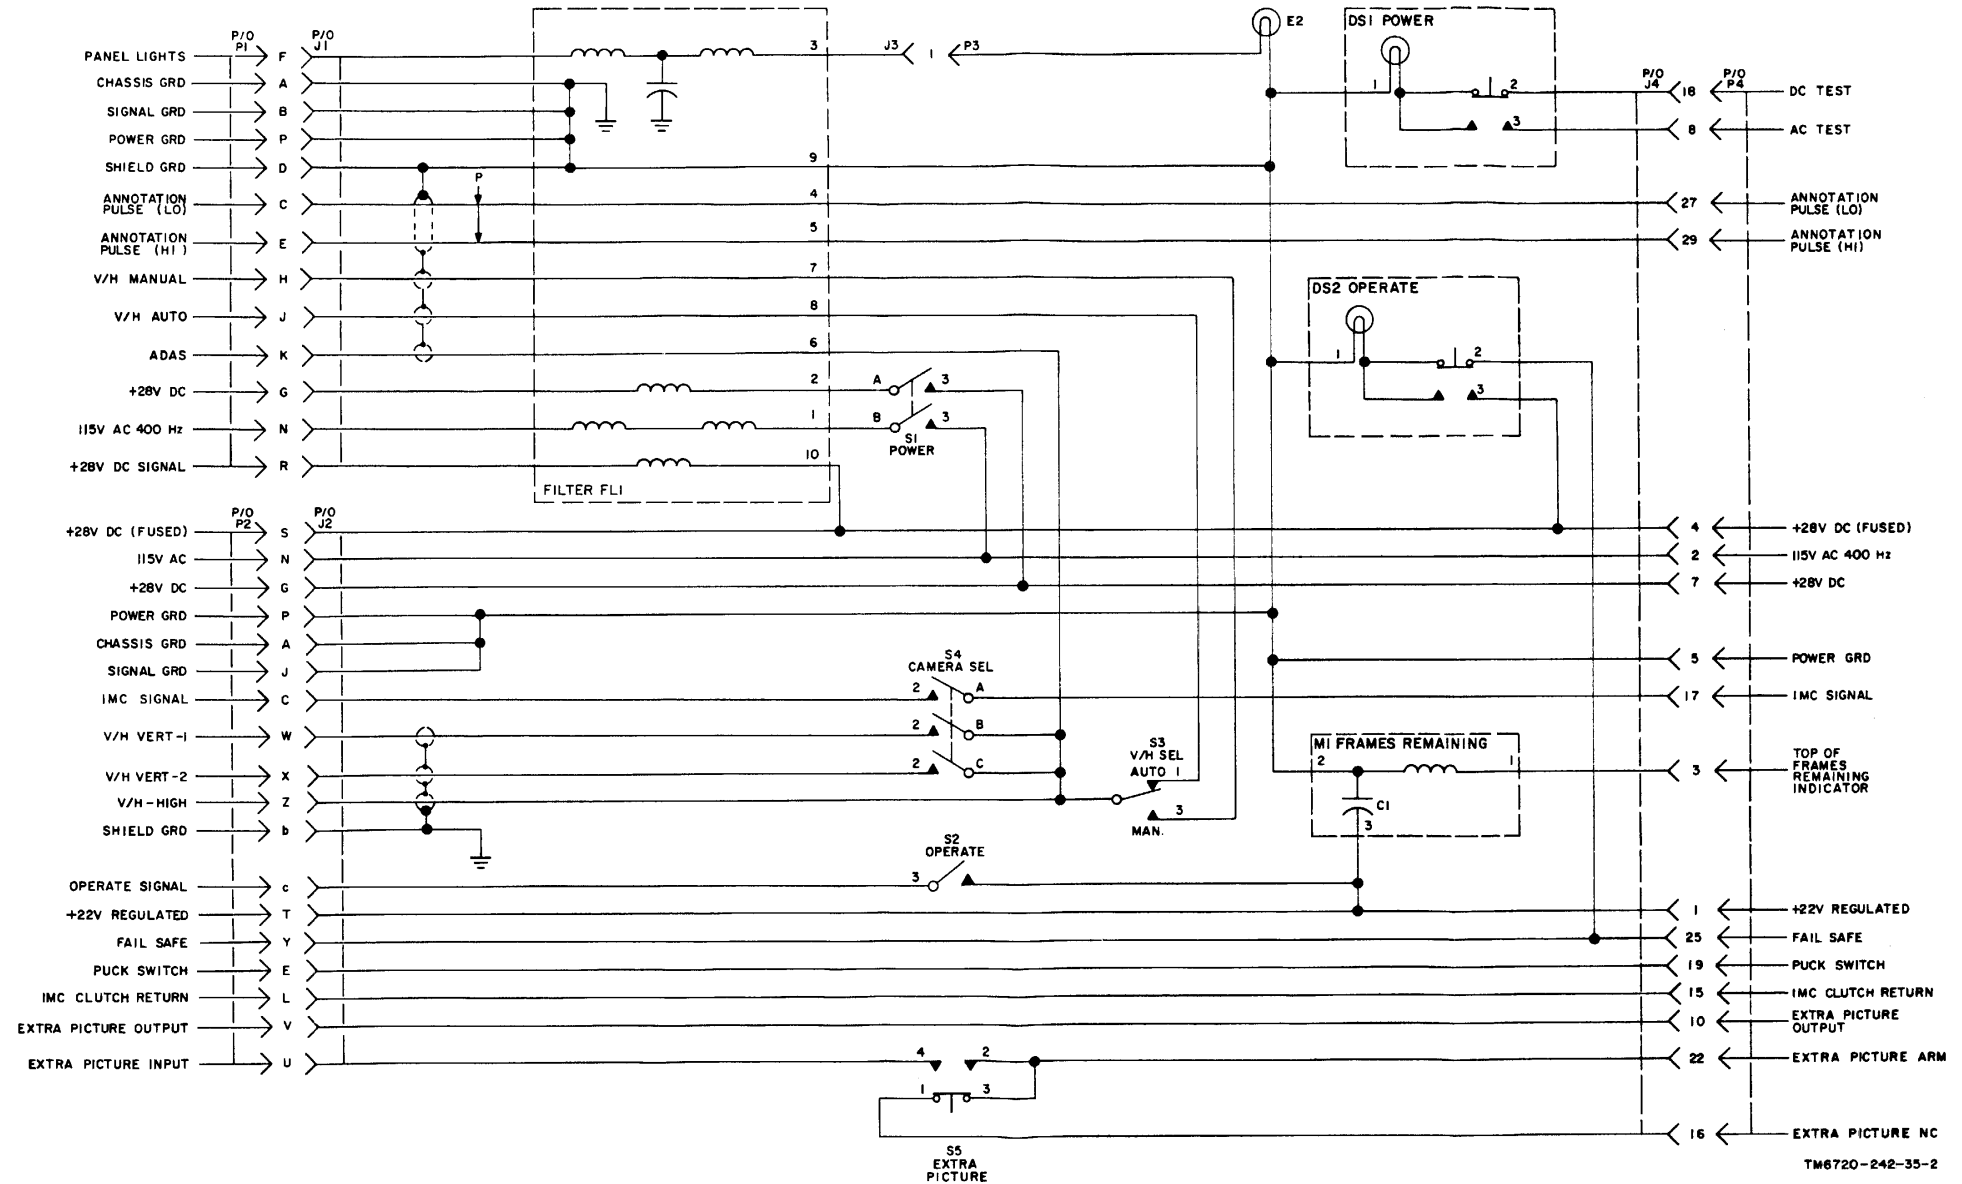 P/O P1
P/O J1
PANEL LIGHTS F
CHASSIS GRD A
SIGNAL GRD B
POWER GRD P
SHIELD GRD D
ANNOTATION PULSE (LO) C
ANNOTATION PULSE (HI) E
V/H MANUAL H
V/H AUTO J
ADAS K
+28V DC G
115V AC 400 Hz N
+28V DC SIGNAL R
P
3
9
4
5
7
8
6
2
1
10
FILTER FL1
J3
1
P3
E2
DS1 POWER
1
2
3
A 3
B 3
S1
POWER
DS2 OPERATE
1
2
3
P/O J4
P/O P4
18 DC TEST
8 AC TEST
27 ANNOTATION PULSE (LO)
29 ANNOTATION PULSE (HI)
P/O P2
P/O J2
+28V DC (FUSED) S
115V AC N
+28V DC G
POWER GRD P
CHASSIS GRD A
SIGNAL GRD J
IMC SIGNAL C
V/H VERT-1 W
V/H VERT-2 X
V/H-HIGH Z
SHIELD GRD b
OPERATE SIGNAL c
+22V REGULATED T
FAIL SAFE Y
PUCK SWITCH E
IMC CLUTCH RETURN L
EXTRA PICTURE OUTPUT V
EXTRA PICTURE INPUT U
S4
CAMERA SEL
2 A
2 B
2 C
S3
V/H SEL
AUTO 1
3
MAN.
S2
OPERATE
3
M1 FRAMES REMAINING
2
1
C1
3
4 2
1 3
S5
EXTRA
PICTURE
4 +28V DC (FUSED)
2 115V AC 400 Hz
7 +28V DC
5 POWER GRD
17 IMC SIGNAL
3 TOP OF
FRAMES
REMAINING
INDICATOR
1 +22V REGULATED
25 FAIL SAFE
19 PUCK SWITCH
15 IMC CLUTCH RETURN
10 EXTRA PICTURE
OUTPUT
22 EXTRA PICTURE ARM
16 EXTRA PICTURE NC
TM6720-242-35-2